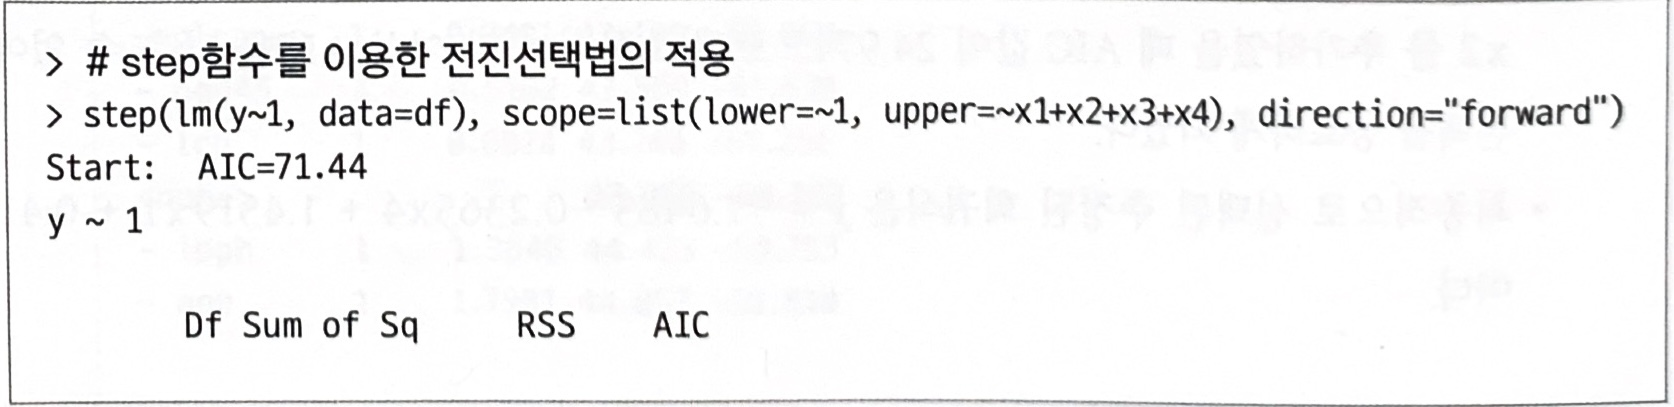 > # step함수를 이용한 전진선택법의 적용
> step(lm(y~1, data=df), scope=list(lower=~1, upper=~x1+x2+x3+x4), direction="forward")
Start:  AIC=71.44
y ~ 1
Df Sum of Sq     RSS    AIC